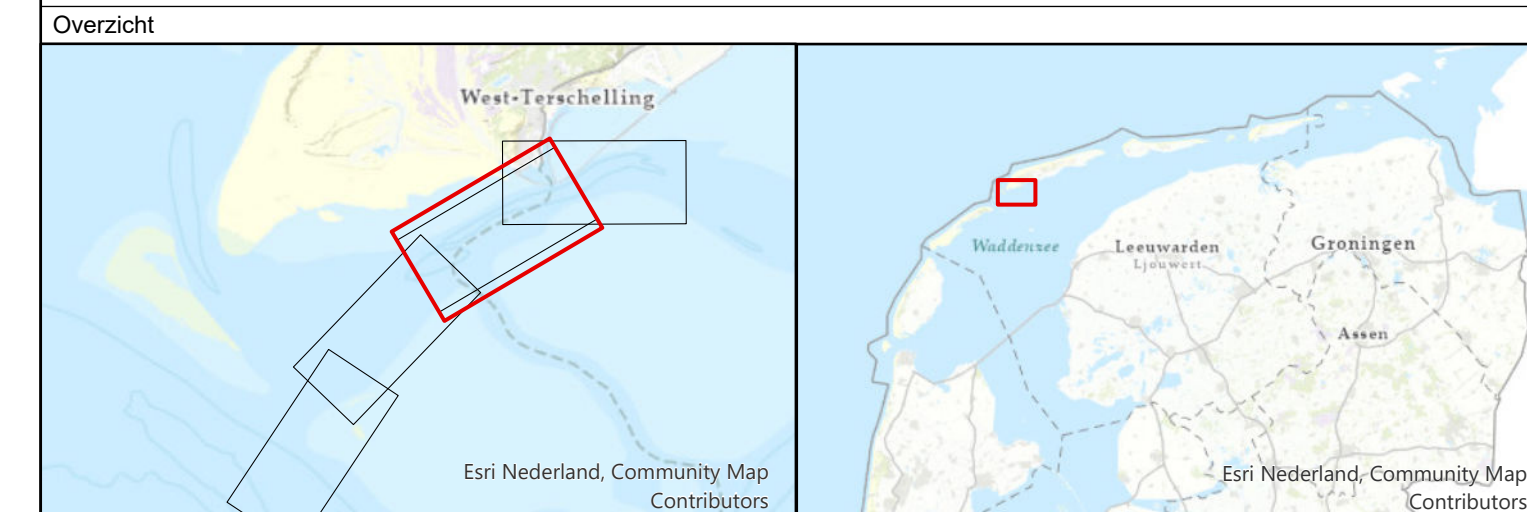 Overzicht
West-Terschelling
Esri Nederland, Community Map
Contributors
Waddenzee
Leeuwarden
Ljouwert
Groningen
Assen
Esri Nederland, Community Map
Contributors